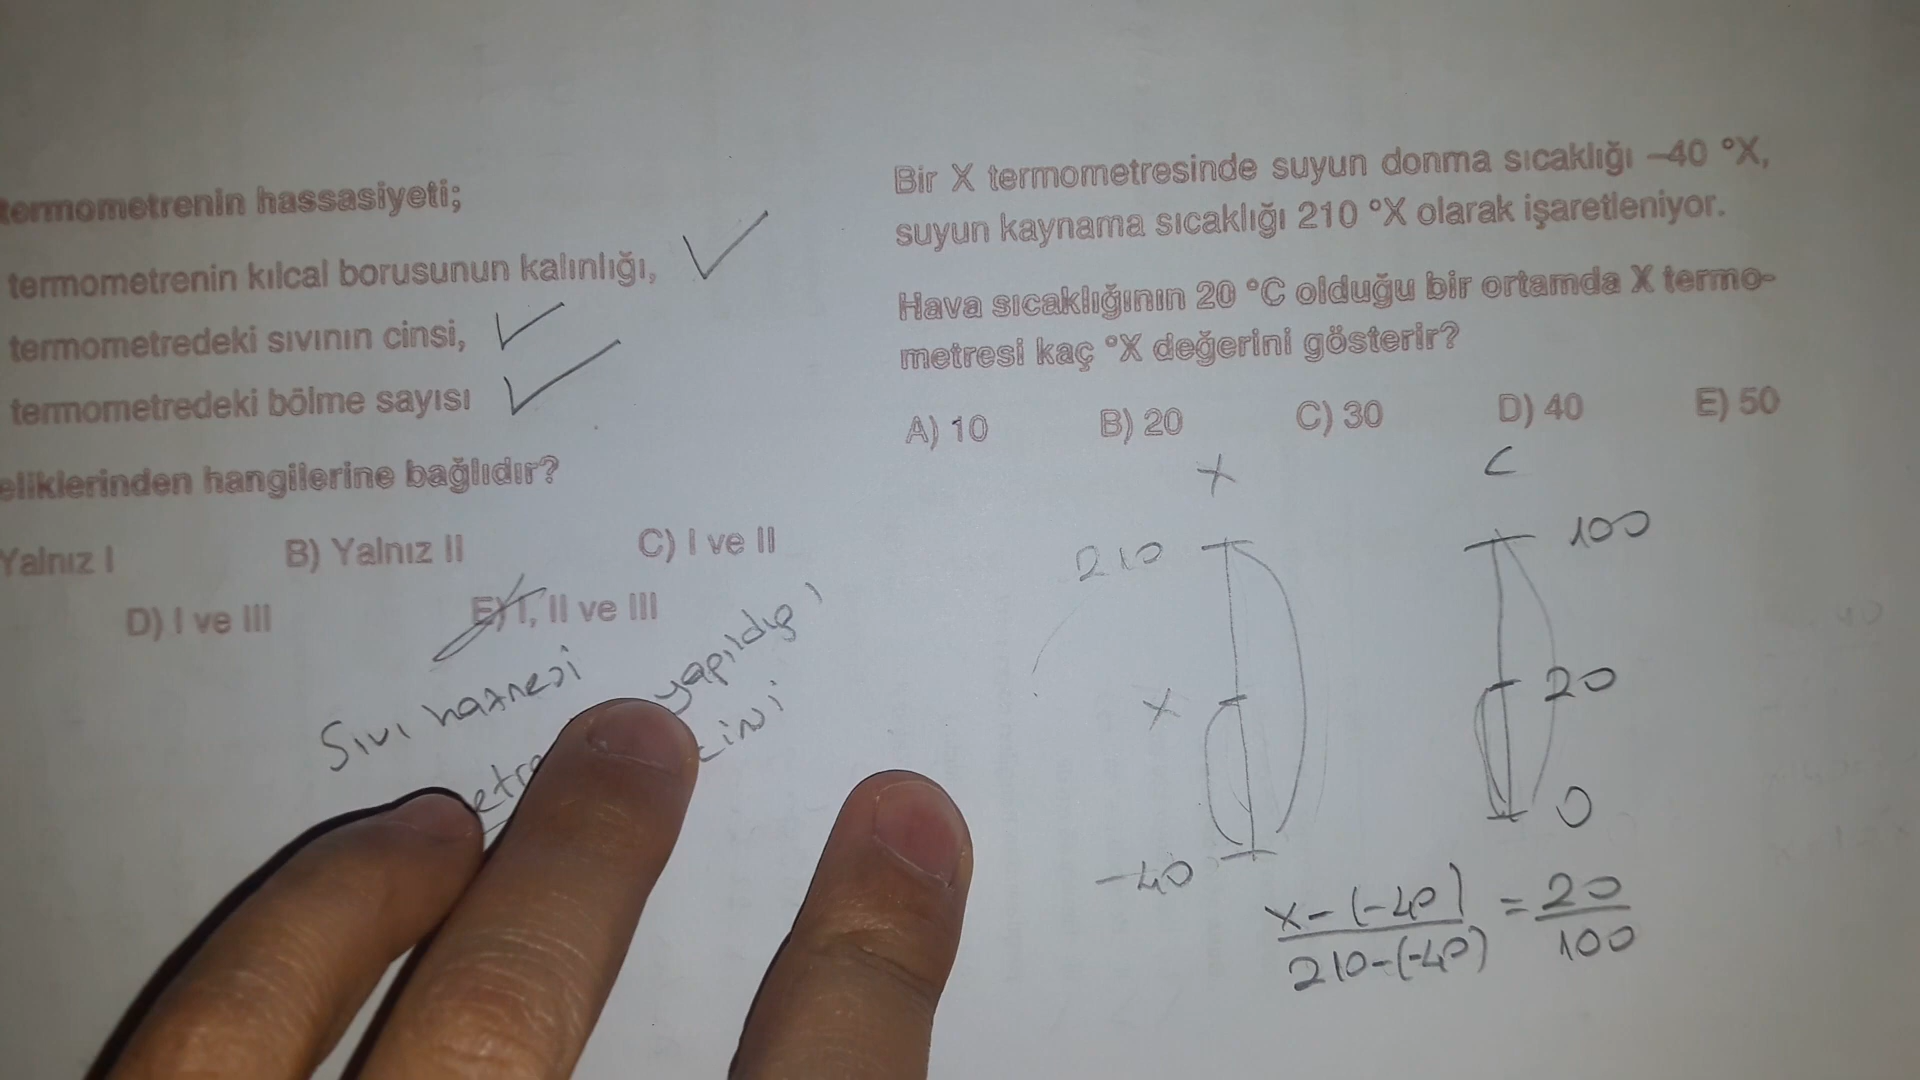 termometrenin hassasiyeti;
termometrenin kılcal borusunun kalınlığı,
termometredeki sıvının cinsi,
termometredeki bölme sayısı
eliklerinden hangilerine bağlıdır?
Yalnız I
B) Yalnız II
C) I ve II
D) I ve III
E) I, II ve III
Sıvı haznesi
yapıldığı
Bir X termometresinde suyun donma sıcaklığı –40 °X,
suyun kaynama sıcaklığı 210 °X olarak işaretleniyor.
Hava sıcaklığının 20 °C olduğu bir ortamda X termo-
metresi kaç °X değerini gösterir?
A) 10 B) 20 C) 30 D) 40 E) 50
X C
210 100
X 20
-40 0
x-(-40) = 20
210-(-40) 100